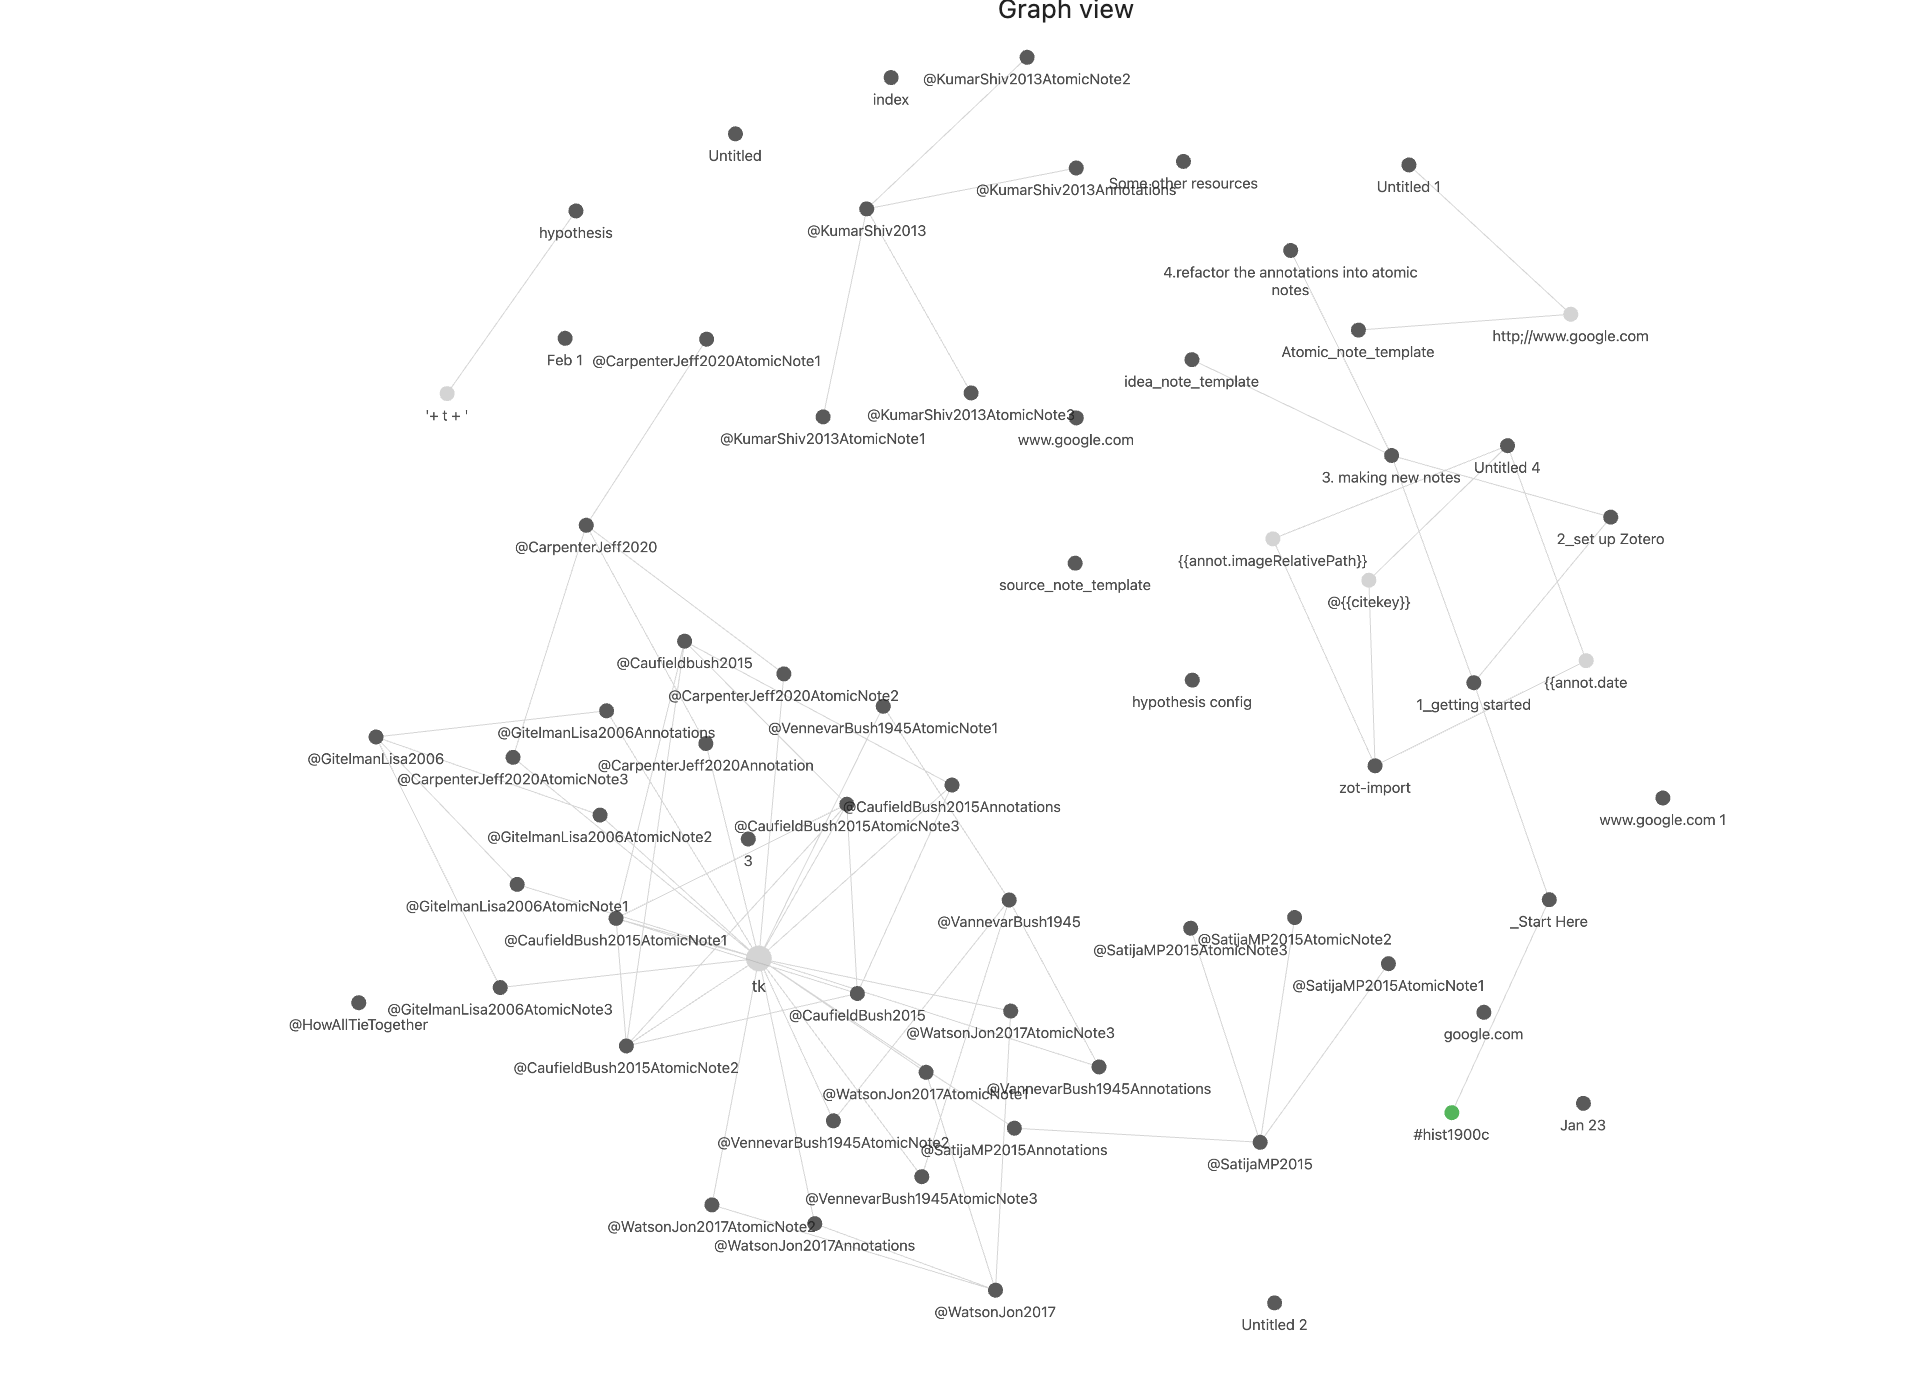 Graph view
@KumarShiv2013AtomicNote2
index
Untitled
Some other resources
@KumarShiv2013Annotations
Untitled 1
@KumarShiv2013
hypothesis
4.refactor the annotations into atomic
notes
http;//www.google.com
Atomic_note_template
Feb 1
@CarpenterJeff2020AtomicNote1
idea_note_template
'+ t + '
@KumarShiv2013AtomicNote3
@KumarShiv2013AtomicNote1
www.google.com
Untitled 4
3. making new notes
2_set up Zotero
@CarpenterJeff2020
{{annot.imageRelativePath}}
source_note_template
@{{citekey}}
@Caufieldbush2015
{{annot.date
@CarpenterJeff2020AtomicNote2
hypothesis config
1_getting started
@VennevarBush1945AtomicNote1
@GitelmanLisa2006Annotations
@GitelmanLisa2006
@CarpenterJeff2020Annotation
@CarpenterJeff2020AtomicNote3
zot-import
@CaufieldBush2015Annotations
www.google.com 1
@CaufieldBush2015AtomicNote3
@GitelmanLisa2006AtomicNote2
3
@GitelmanLisa2006AtomicNote1
@VannevarBush1945
_Start Here
@CaufieldBush2015AtomicNote1
@SatijaMP2015AtomicNote2
@SatijaMP2015AtomicNote3
tk
@SatijaMP2015AtomicNote1
@GitelmanLisa2006AtomicNote3
@CaufieldBush2015
@HowAllTieTogether
@WatsonJon2017AtomicNote3
google.com
@CaufieldBush2015AtomicNote2
@VannevarBush1945Annotations
@WatsonJon2017AtomicNote1
Jan 23
#hist1900c
@VennevarBush1945AtomicNote2
@SatijaMP2015Annotations
@SatijaMP2015
@VennevarBush1945AtomicNote3
@WatsonJon2017AtomicNote2
@WatsonJon2017Annotations
@WatsonJon2017
Untitled 2